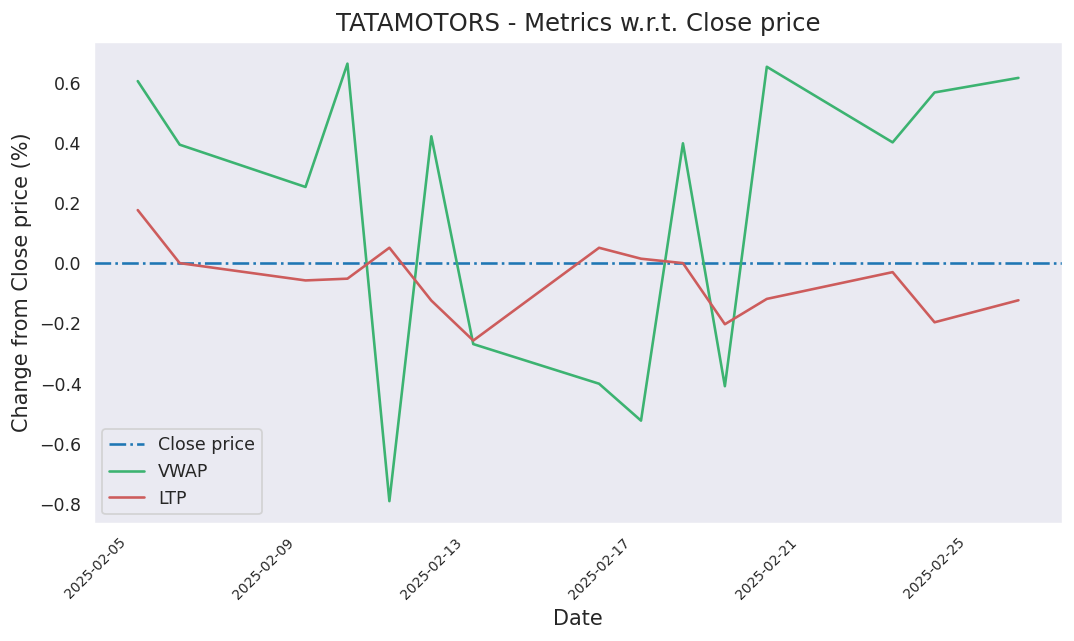 TATAMOTORS - Metrics w.r.t. Close price
Change from Close price (%)
0.6
0.4
0.2
0.0
−0.2
−0.4
−0.6
−0.8
Close price
VWAP
LTP
2025-02-05
2025-02-09
2025-02-13
2025-02-17
2025-02-21
2025-02-25
Date